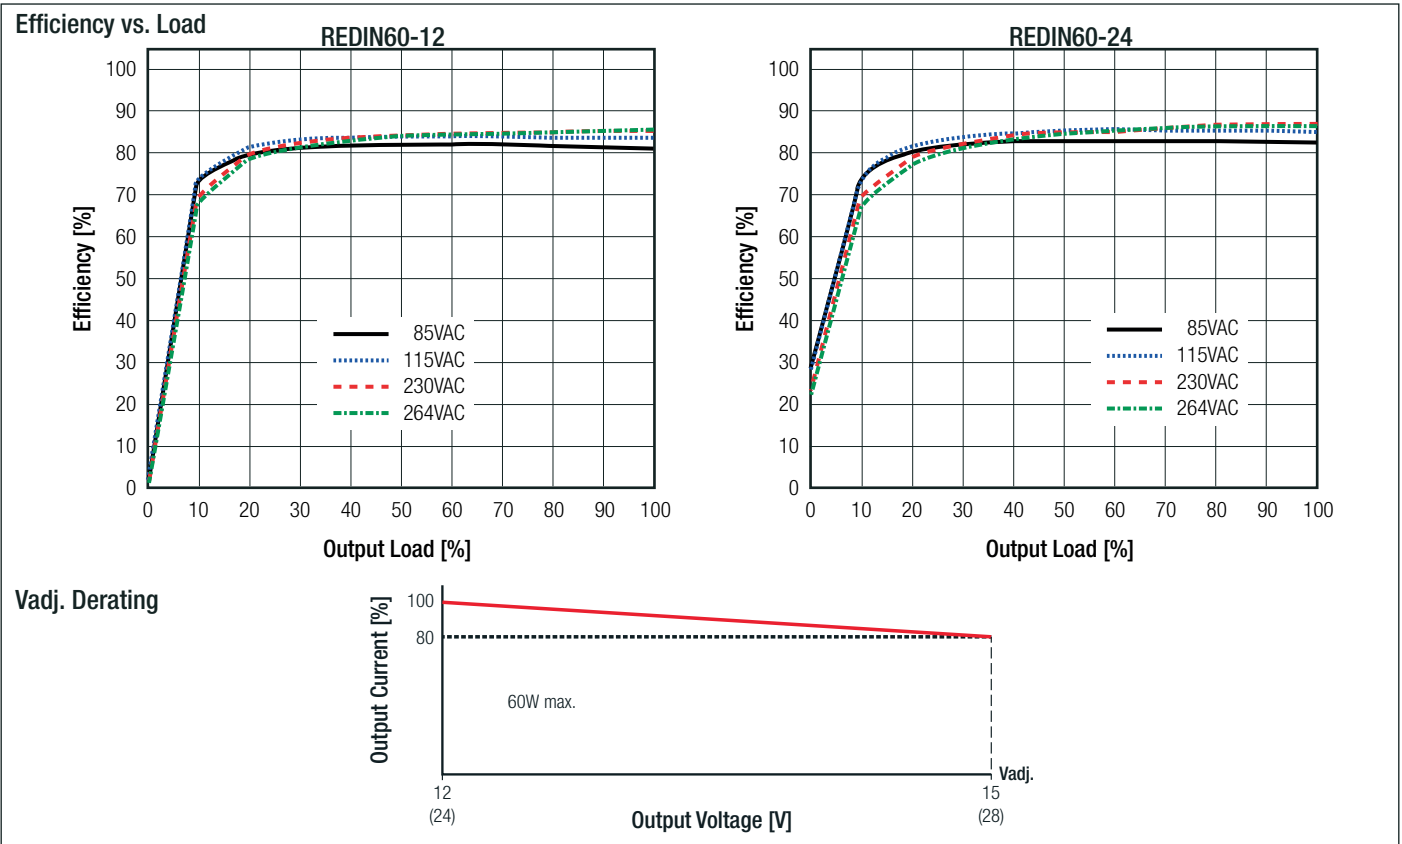 Efficiency vs. Load
REDIN60-12
100
90
80
70
60
50
40
30
20
10
0
Efficiency [%]
85VAC
115VAC
230VAC
264VAC
0 10 20 30 40 50 60 70 80 90 100
Output Load [%]
REDIN60-24
100
90
80
70
60
50
40
30
20
10
0
Efficiency [%]
85VAC
115VAC
230VAC
264VAC
0 10 20 30 40 50 60 70 80 90 100
Output Load [%]
Vadj. Derating
Output Current [%]
100
80
60W max.
Vadj.
12 15
(24) (28)
Output Voltage [V]